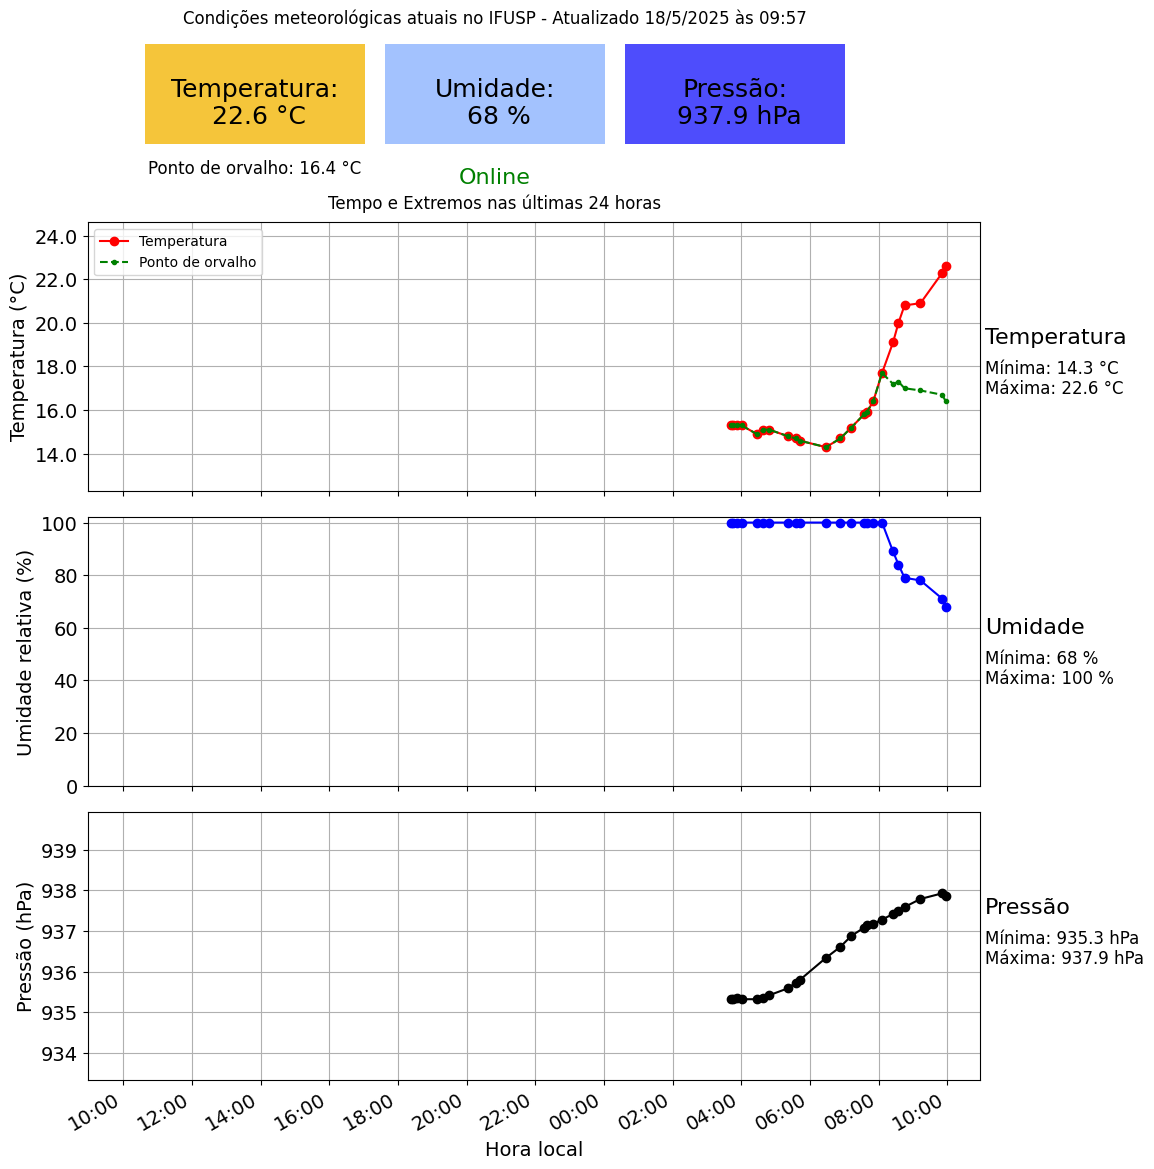 Condições meteorológicas atuais no IFUSP - Atualizado 18/5/2025 às 09:57
Temperatura:
22.6 °C
Umidade:
68 %
Pressão:
937.9 hPa
Ponto de orvalho: 16.4 °C
Online
Tempo e Extremos nas últimas 24 horas
Temperatura (°C)
24.0
22.0
20.0
18.0
16.0
14.0
Temperatura
Ponto de orvalho
Temperatura
Mínima: 14.3 °C
Máxima: 22.6 °C
Umidade relativa (%)
100
80
60
40
20
0
Umidade
Mínima: 68 %
Máxima: 100 %
Pressão (hPa)
939
938
937
936
935
934
Pressão
Mínima: 935.3 hPa
Máxima: 937.9 hPa
10:00
12:00
14:00
16:00
18:00
20:00
22:00
00:00
02:00
04:00
06:00
08:00
10:00
Hora local